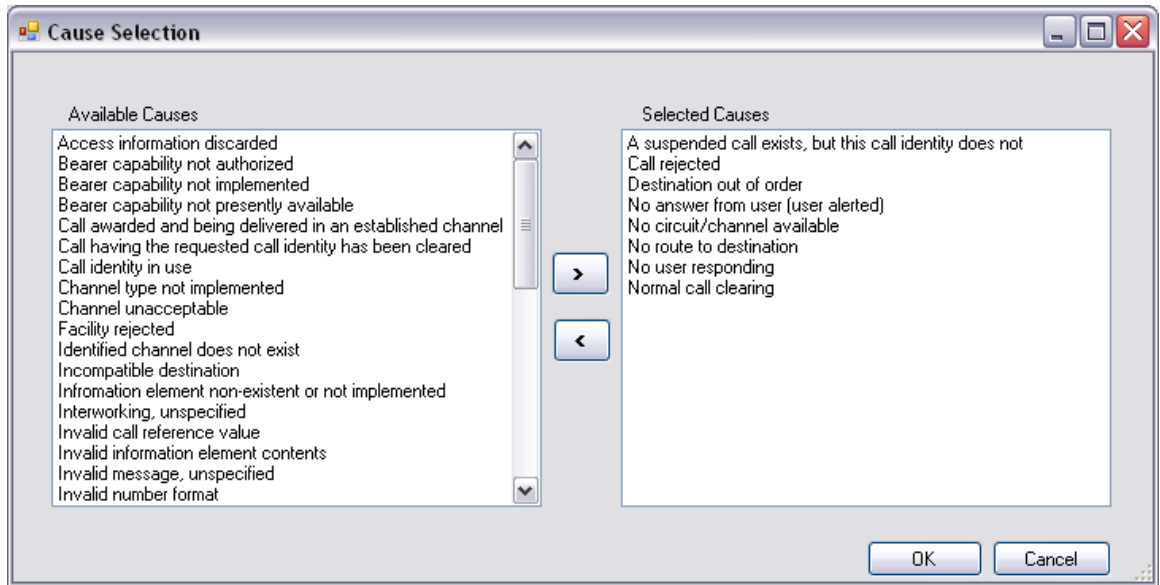 Cause Selection
Available Causes
Access information discarded
Bearer capability not authorized
Bearer capability not implemented
Bearer capability not presently available
Call awarded and being delivered in an established channel
Call having the requested call identity has been cleared
Call identity in use
Channel type not implemented
Channel unacceptable
Facility rejected
Identified channel does not exist
Incompatible destination
Infromation element non-existent or not implemented
Interworking, unspecified
Invalid call reference value
Invalid information element contents
Invalid message, unspecified
Invalid number format
>
<
Selected Causes
A suspended call exists, but this call identity does not
Call rejected
Destination out of order
No answer from user (user alerted)
No circuit/channel available
No route to destination
No user responding
Normal call clearing
OK
Cancel